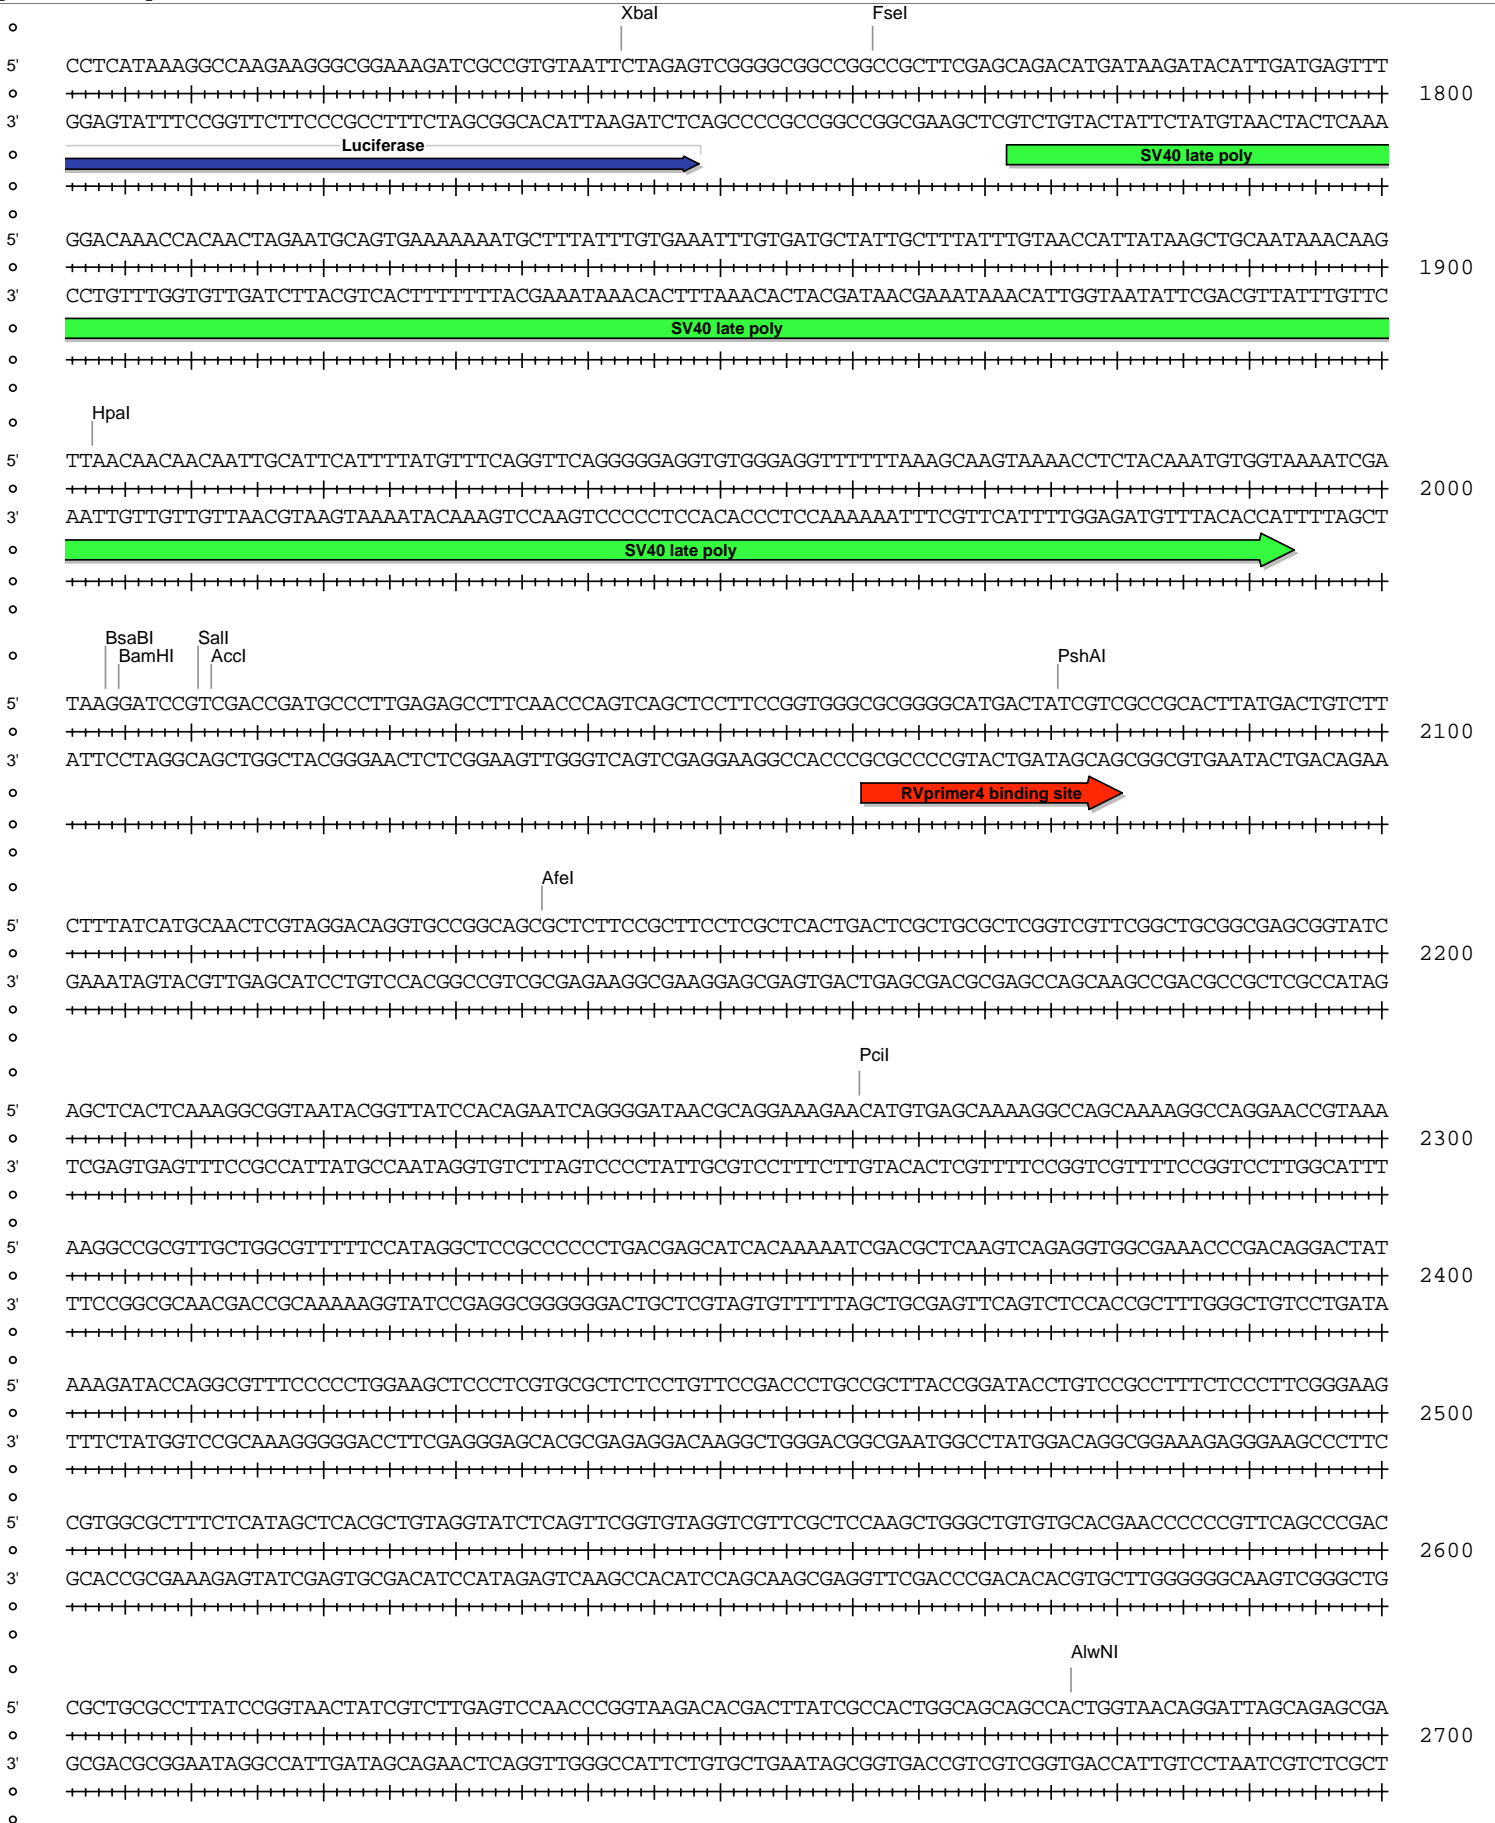 XbaI FseI
5' CCTCATAAAGGCCAAGAAGGGCGGAAAGATCGCCGTGTAATTCTAGAGTCGGGGCGGCCGGCCGCTTCGAGCAGACATGATAAGATACATTGATGAGTTT
1800
3' GGAGTATTTCCGGTTCTTCCCGCCTTTCTAGCGGCACATTAAGATCTCAGCCCCGCCGGCCGGCGAAGCTCGTCTGTACTATTCTATGTAACTACTCAAA
Luciferase SV40 late poly
5' GGACAAACCACAACTAGAATGCAGTGAAAAAAATGCTTTATTTGTGAAATTTGTGATGCTATTGCTTTATTTGTAACCATTATAAGCTGCAATAAACAAG
1900
3' CCTGTTTGGTGTTGATCTTACGTCACTTTTTTTACGAAATAAACACTTTAAACACTACGATAACGAAATAAACATTGGTAATATTCGACGTTATTTGTTC
SV40 late poly
HpaI
5' TTAACAACAACAATTGCATTCATTTTATGTTTCAGGTTCAGGGGGAGGTGTGGGAGGTTTTTTAAAGCAAGTAAAACCTCTACAAATGTGGTAAAATCGA
2000
3' AATTGTTGTTGTTAACGTAAGTAAAATACAAAGTCCAAGTCCCCCTCCACACCCTCCAAAAAATTTCGTTCATTTTGGAGATGTTTACACCATTTTAGCT
SV40 late poly
BsaBI SalI
BamHI AccI PshAI
5' TAAGGATCCGTCGACCGATGCCCTTGAGAGCCTTCAACCCAGTCAGCTCCTTCCGGTGGGCGCGGGGCATGACTATCGTCGCCGCACTTATGACTGTCTT
2100
3' ATTCCTAGGCAGCTGGCTACGGGAACTCTCGGAAGTTGGGTCAGTCGAGGAAGGCCACCCGCGCCCCGTACTGATAGCAGCGGCGTGAATACTGACAGAA
RVprimer4 binding site
AfeI
5' CTTTATCATGCAACTCGTAGGACAGGTGCCGGCAGCGCTCTTCCGCTTCCTCGCTCACTGACTCGCTGCGCTCGGTCGTTCGGCTGCGGCGAGCGGTATC
2200
3' GAAATAGTACGTTGAGCATCCTGTCCACGGCCGTCGCGAGAAGGCGAAGGAGCGAGTGACTGAGCGACGCGAGCCAGCAAGCCGACGCCGCTCGCCATAG
PciI
5' AGCTCACTCAAAGGCGGTAATACGGTTATCCACAGAATCAGGGGATAACGCAGGAAAGAACATGTGAGCAAAAGGCCAGCAAAAGGCCAGGAACCGTAAA
2300
3' TCGAGTGAGTTTCCGCCATTATGCCAATAGGTGTCTTAGTCCCCTATTGCGTCCTTTCTTGTACACTCGTTTTCCGGTCGTTTTCCGGTCCTTGGCATTT
5' AAGGCCGCGTTGCTGGCGTTTTTCCATAGGCTCCGCCCCCCTGACGAGCATCACAAAAATCGACGCTCAAGTCAGAGGTGGCGAAACCCGACAGGACTAT
2400
3' TTCCGGCGCAACGACCGCAAAAAGGTATCCGAGGCGGGGGGACTGCTCGTAGTGTTTTTAGCTGCGAGTTCAGTCTCCACCGCTTTGGGCTGTCCTGATA
5' AAAGATACCAGGCGTTTCCCCCTGGAAGCTCCCTCGTGCGCTCTCCTGTTCCGACCCTGCCGCTTACCGGATACCTGTCCGCCTTTCTCCCTTCGGGAAG
2500
3' TTTCTATGGTCCGCAAAGGGGGACCTTCGAGGGAGCACGCGAGAGGACAAGGCTGGGACGGCGAATGGCCTATGGACAGGCGGAAAGAGGGAAGCCCTTC
5' CGTGGCGCTTTCTCATAGCTCACGCTGTAGGTATCTCAGTTCGGTGTAGGTCGTTCGCTCCAAGCTGGGCTGTGTGCACGAACCCCCCGTTCAGCCCGAC
2600
3' GCACCGCGAAAGAGTATCGAGTGCGACATCCATAGAGTCAAGCCACATCCAGCAAGCGAGGTTCGACCCGACACACGTGCTTGGGGGGCAAGTCGGGCTG
AlwNI
5' CGCTGCGCCTTATCCGGTAACTATCGTCTTGAGTCCAACCCGGTAAGACACGACTTATCGCCACTGGCAGCAGCCACTGGTAACAGGATTAGCAGAGCGA
2700
3' GCGACGCGGAATAGGCCATTGATAGCAGAACTCAGGTTGGGCCATTCTGTGCTGAATAGCGGTGACCGTCGTCGGTGACCATTGTCCTAATCGTCTCGCT